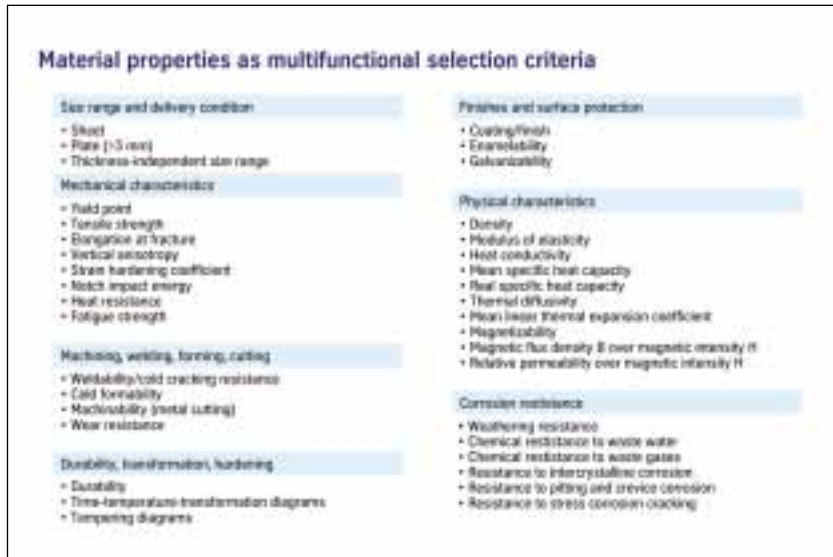 Material properties as multifunctional selection criteria
Size range and delivery condition
• Sheet
• Plate (>3 mm)
• Thickness-independent size range
Mechanical characteristics
• Yield point
• Tensile strength
• Elongation at fracture
• Vertical anisotropy
• Strain hardening coefficient
• Notch impact energy
• Heat resistance
• Fatigue strength
Machining, welding, forming, cutting
• Weldability/cold cracking resistance
• Cold formability
• Machinability (metal cutting)
• Wear resistance
Durability, transformation, hardening
• Durability
• Time-temperature-transformation diagrams
• Tempering diagrams
Finishes and surface protection
• Coating/finish
• Enamelability
• Galvanizability
Physical characteristics
• Density
• Modulus of elasticity
• Heat conductivity
• Mean specific heat capacity
• Real specific heat capacity
• Thermal diffusivity
• Mean linear thermal expansion coefficient
• Magnetizability
• Magnetic flux density B over magnetic intensity H
• Relative permeability over magnetic intensity H
Corrosion restistance
• Weathering resistance
• Chemical restistance to waste water
• Chemical restistance to waste gases
• Resistance to intercrystalline corrosion
• Resistance to pitting and crevice corrosion
• Resistance to stress corrosion cracking